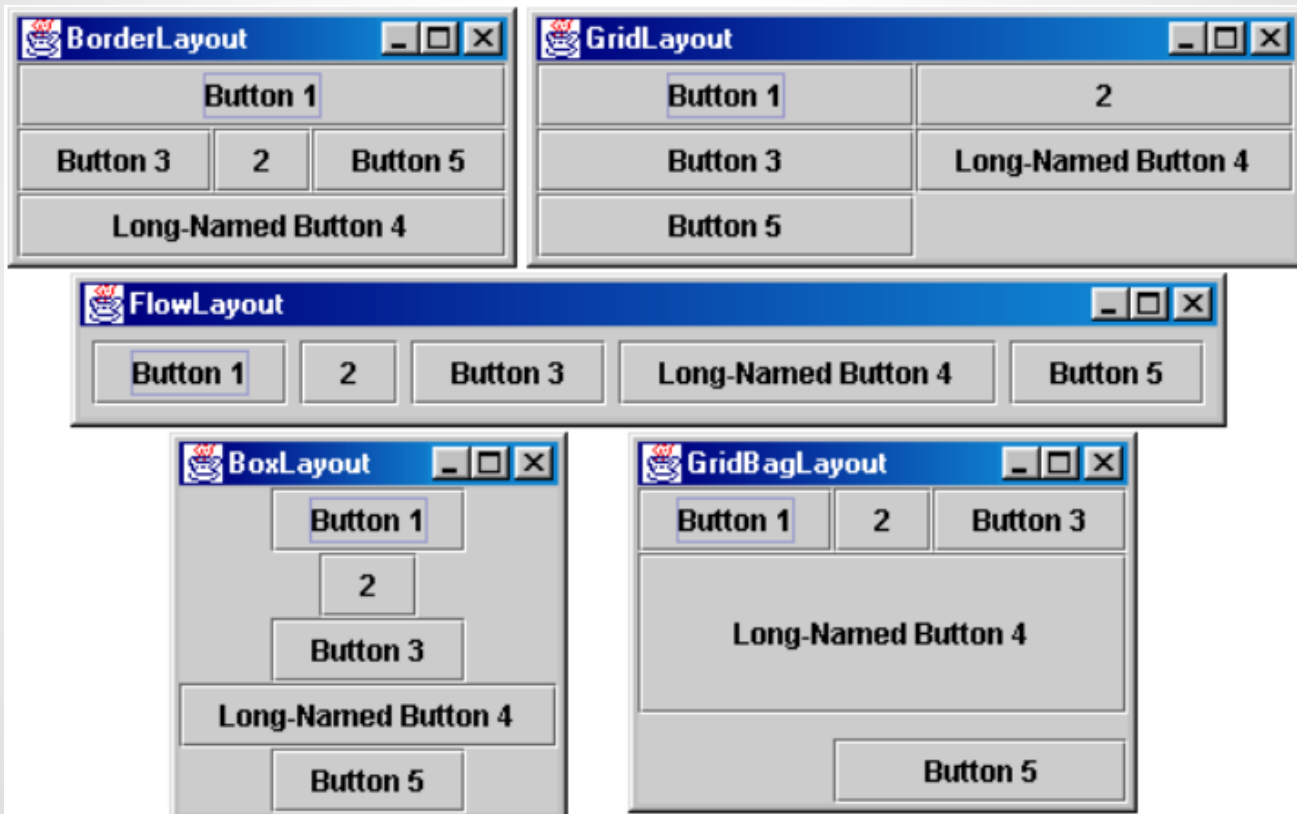 BorderLayout
Button 1
Button 3 2 Button 5
Long-Named Button 4
GridLayout
Button 1 2
Button 3 Long-Named Button 4
Button 5
FlowLayout
Button 1 2 Button 3 Long-Named Button 4 Button 5
BoxLayout
Button 1
2
Button 3
Long-Named Button 4
Button 5
GridBagLayout
Button 1 2 Button 3
Long-Named Button 4
Button 5